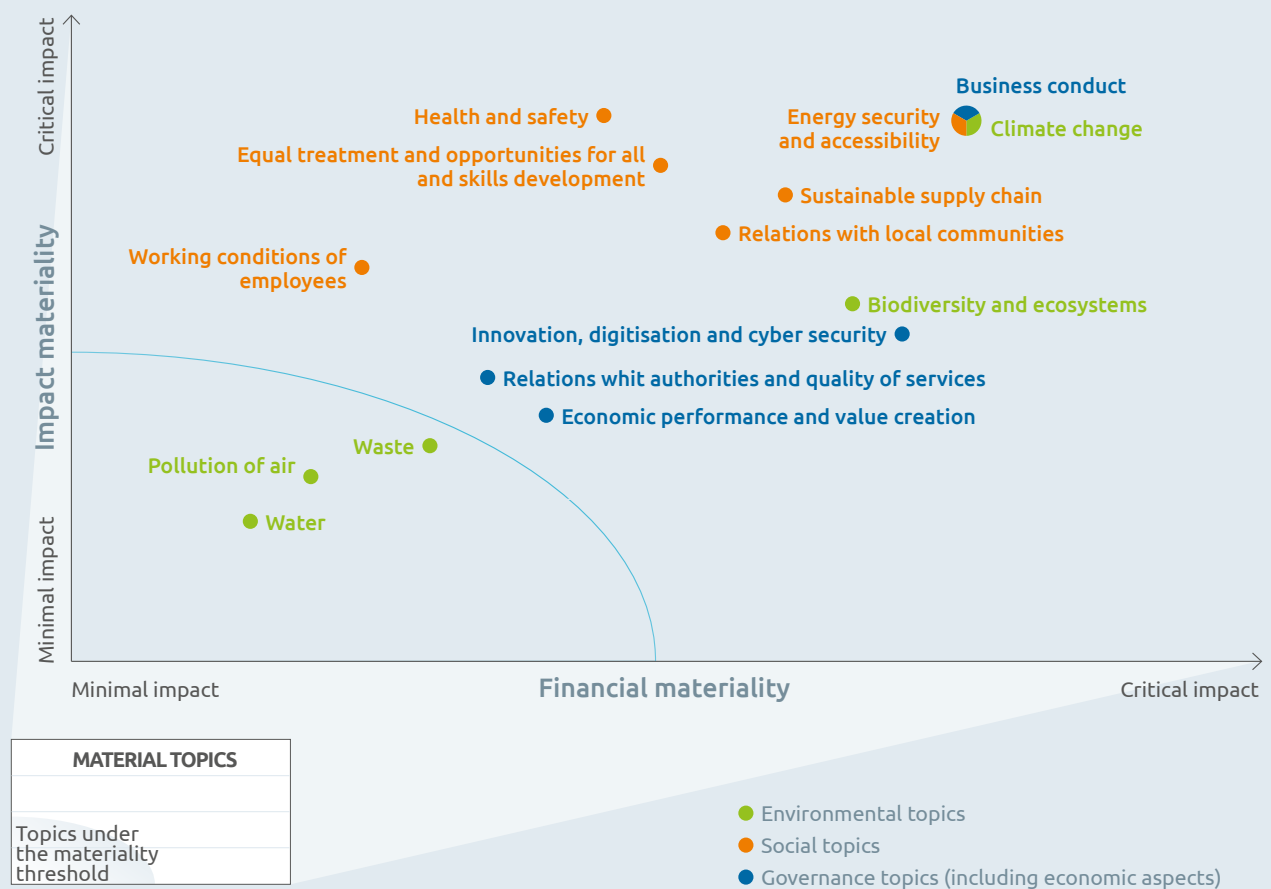 Critical impact
Impact materiality
Minimal impact
Business conduct
Health and safety
Energy security
and accessibility
Climate change
Equal treatment and opportunities for all
and skills development
Sustainable supply chain
Relations with local communities
Working conditions of
employees
Biodiversity and ecosystems
Innovation, digitisation and cyber security
Relations whit authorities and quality of services
Economic performance and value creation
Waste
Pollution of air
Water
Minimal impact
Financial materiality
Critical impact
MATERIAL TOPICS
Topics under
the materiality
threshold
Environmental topics
Social topics
Governance topics (including economic aspects)